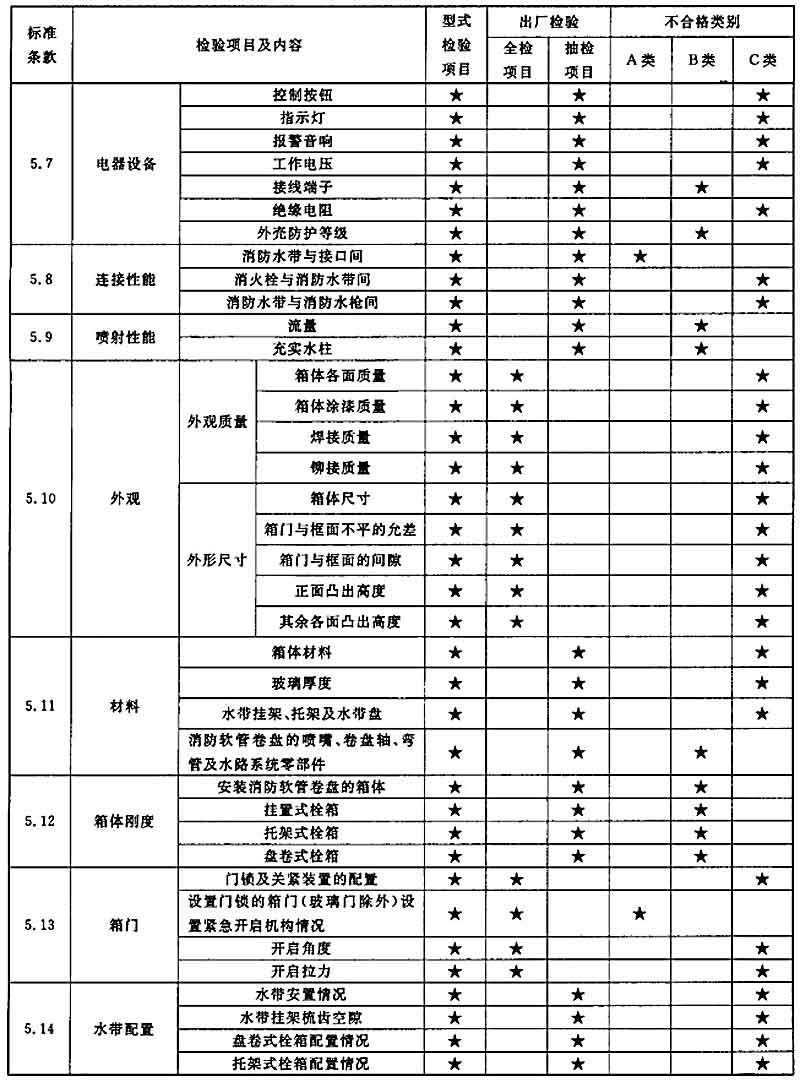 标准条款 检验项目及内容 型式检验项目 出厂检验 不合格类别
全检项目 抽检项目 A类 B类 C类
5.7 电器设备 控制按钮 ★ ★ ★
指示灯 ★ ★ ★
报警音响 ★ ★ ★
工作电压 ★ ★ ★
接线端子 ★ ★ ★
绝缘电阻 ★ ★ ★
外壳防护等级 ★ ★ ★
5.8 连接性能 消防水带与接口间 ★ ★ ★
消火栓与消防水带间 ★ ★ ★
消防水带与消防水枪间 ★ ★ ★
5.9 喷射性能 流量 ★ ★ ★
充实水柱 ★ ★ ★
5.10 外观 外观质量 箱体各面质量 ★ ★ ★
箱体涂漆质量 ★ ★ ★
焊接质量 ★ ★ ★
铆接质量 ★ ★ ★
外形尺寸 箱体尺寸 ★ ★ ★
箱门与框面不平的允差 ★ ★ ★
箱门与框面的间隙 ★ ★ ★
正面凸出高度 ★ ★ ★
其余各面凸出高度 ★ ★ ★
5.11 材料 箱体材料 ★ ★ ★
玻璃厚度 ★ ★ ★
水带挂架、托架及水带盘 ★ ★ ★
消防软管卷盘的喷嘴、卷盘轴、弯
管及水路系统零部件 ★ ★ ★
5.12 箱体刚度 安装消防软管卷盘的箱体 ★ ★ ★
挂置式栓箱 ★ ★ ★
托架式栓箱 ★ ★ ★
盘卷式栓箱 ★ ★ ★
5.13 箱门 门锁及关紧装置的配置 ★ ★ ★
设置门锁的箱门(玻璃门除外)设
置紧急开启机构情况 ★ ★ ★
开启角度 ★ ★ ★
开启拉力 ★ ★ ★
5.14 水带配置 水带安置情况 ★ ★ ★
水带挂架梳齿空隙 ★ ★ ★
盘卷式栓箱配置情况 ★ ★ ★
托架式栓箱配置情况 ★ ★ ★